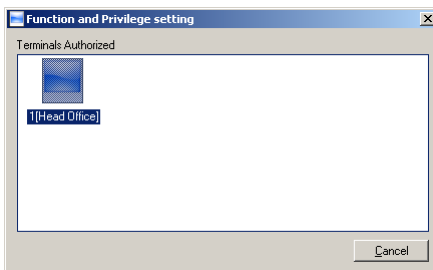 Function and Privilege setting
Terminals Authorized
1[Head Office]
Cancel